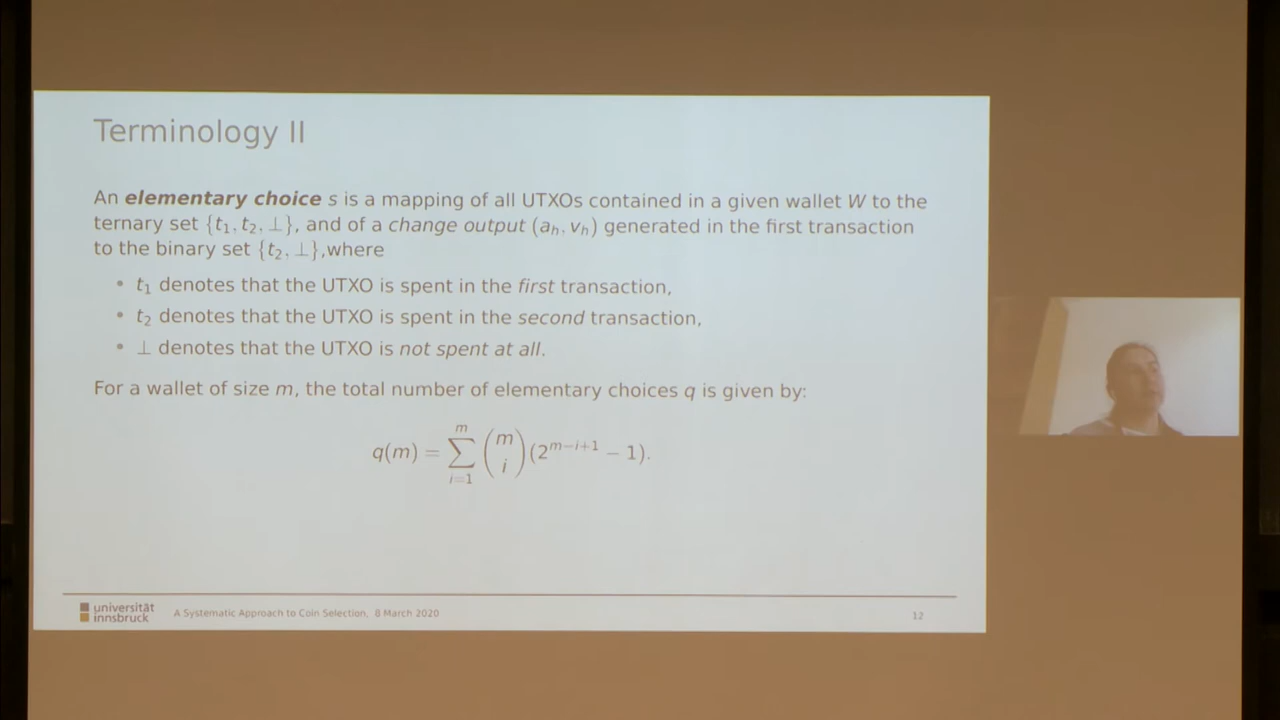 Terminology II
An elementary choice s is a mapping of all UTXOs contained in a given wallet W to the
ternary set {t₁, t₂, ⊥}, and of a change output (aₕ, vₕ) generated in the first transaction
to the binary set {t₂, ⊥},where
• t₁ denotes that the UTXO is spent in the first transaction,
• t₂ denotes that the UTXO is spent in the second transaction,
• ⊥ denotes that the UTXO is not spent at all.
For a wallet of size m, the total number of elementary choices q is given by:
q(m) = ∑_{i=1}^{m} (m i) (2^{m−i+1} − 1).
universität
innsbruck
A Systematic Approach to Coin Selection, 8 March 2020
12